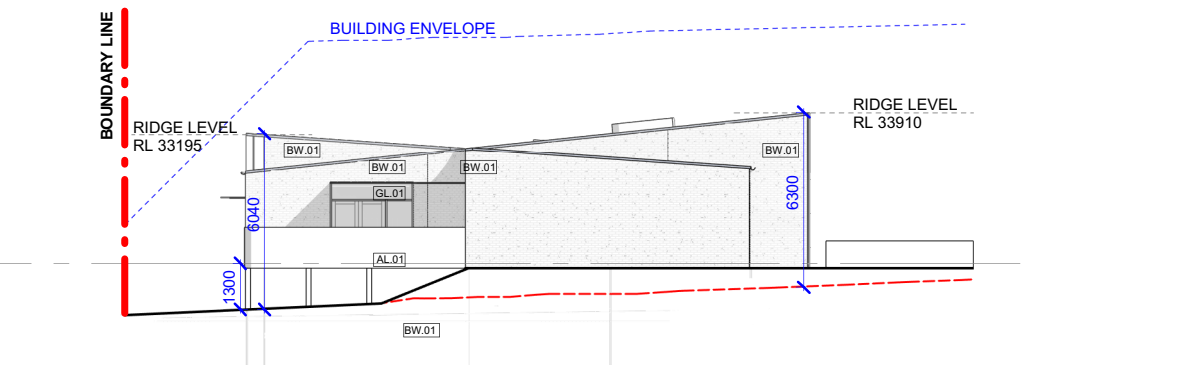 BUILDING ENVELOPE
BOUNDARY LINE
RIDGE LEVEL
RL 33195
RIDGE LEVEL
RL 33910
BW.01
BW.01
BW.01
BW.01
GL.01
6040
6300
AL.01
1300
BW.01